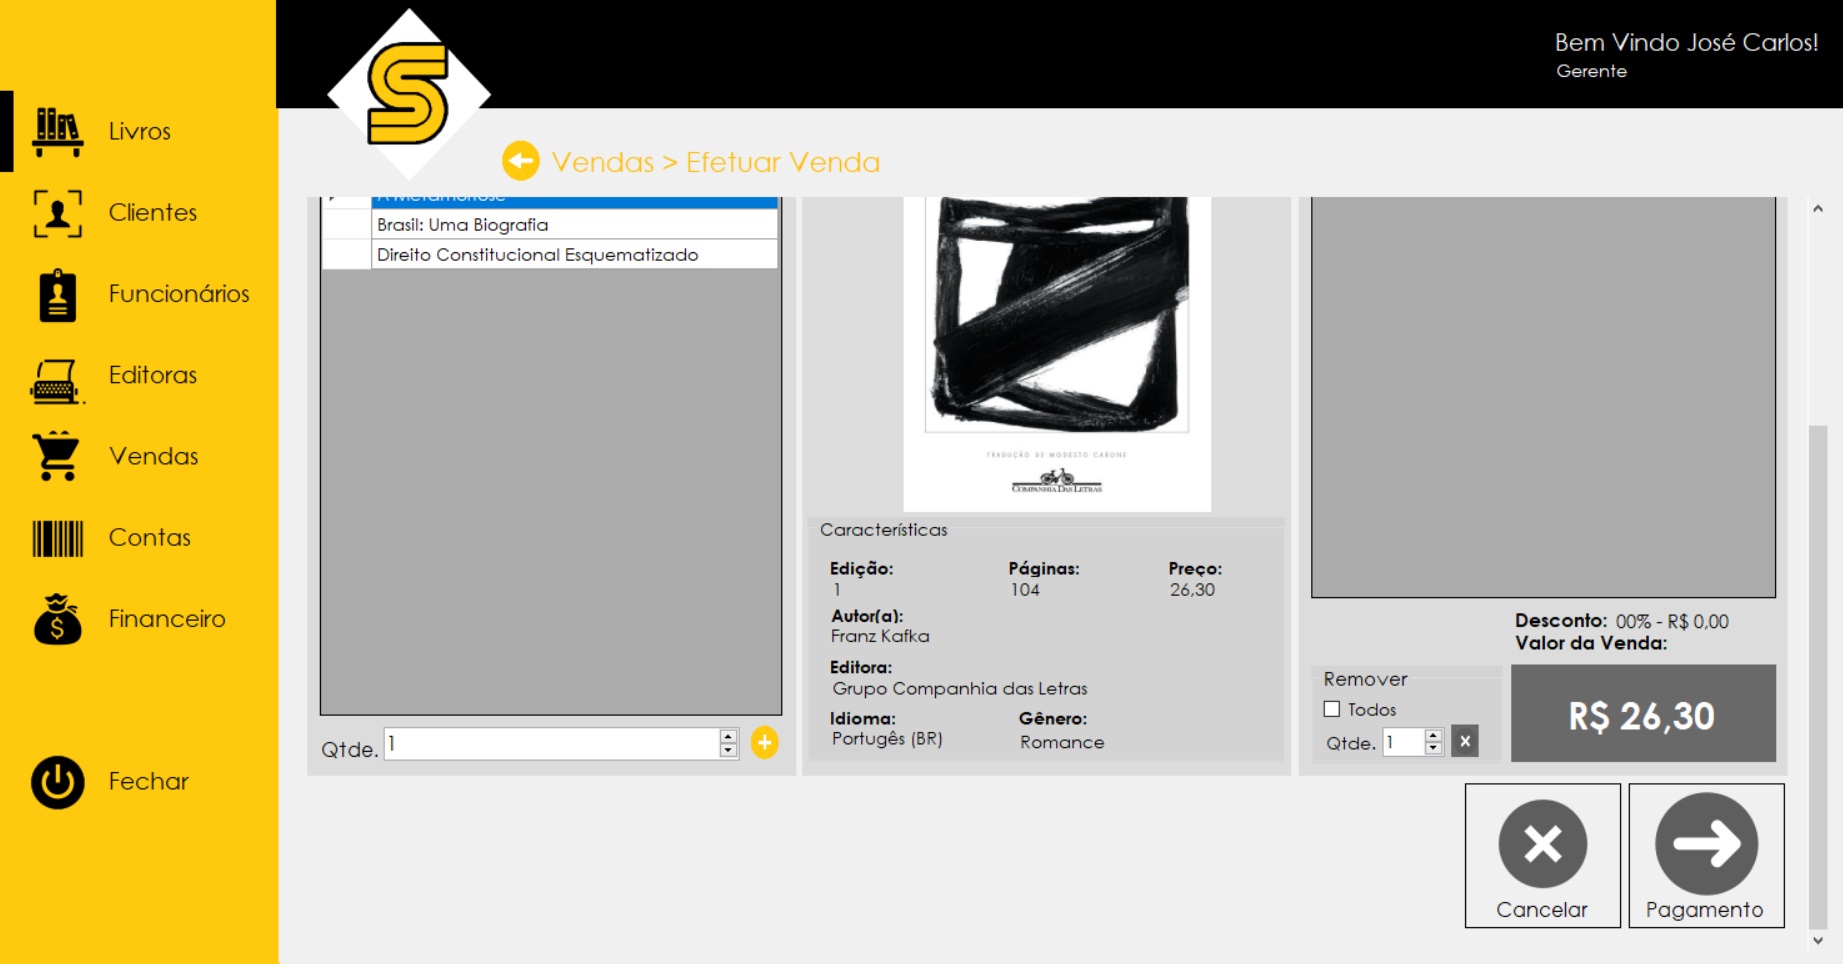 Bem Vindo José Carlos!
Gerente
S
Livros
Clientes
Funcionários
Editoras
Vendas
Contas
Financeiro
Fechar
Vendas > Efetuar Venda
A Metamorfose
Brasil: Uma Biografia
Direito Constitucional Esquematizado
Qtde. 1
TRADUÇÃO DE MODESTO CARONE
COMPANHIA DAS LETRAS
Características
Edição: Páginas: Preço:
1 104 26,30
Autor(a):
Franz Kafka
Editora:
Grupo Companhia das Letras
Idioma: Gênero:
Portugês (BR) Romance
Desconto: 00% - R$ 0,00
Valor da Venda:
R$ 26,30
Remover
Todos
Qtde. 1
Cancelar
Pagamento